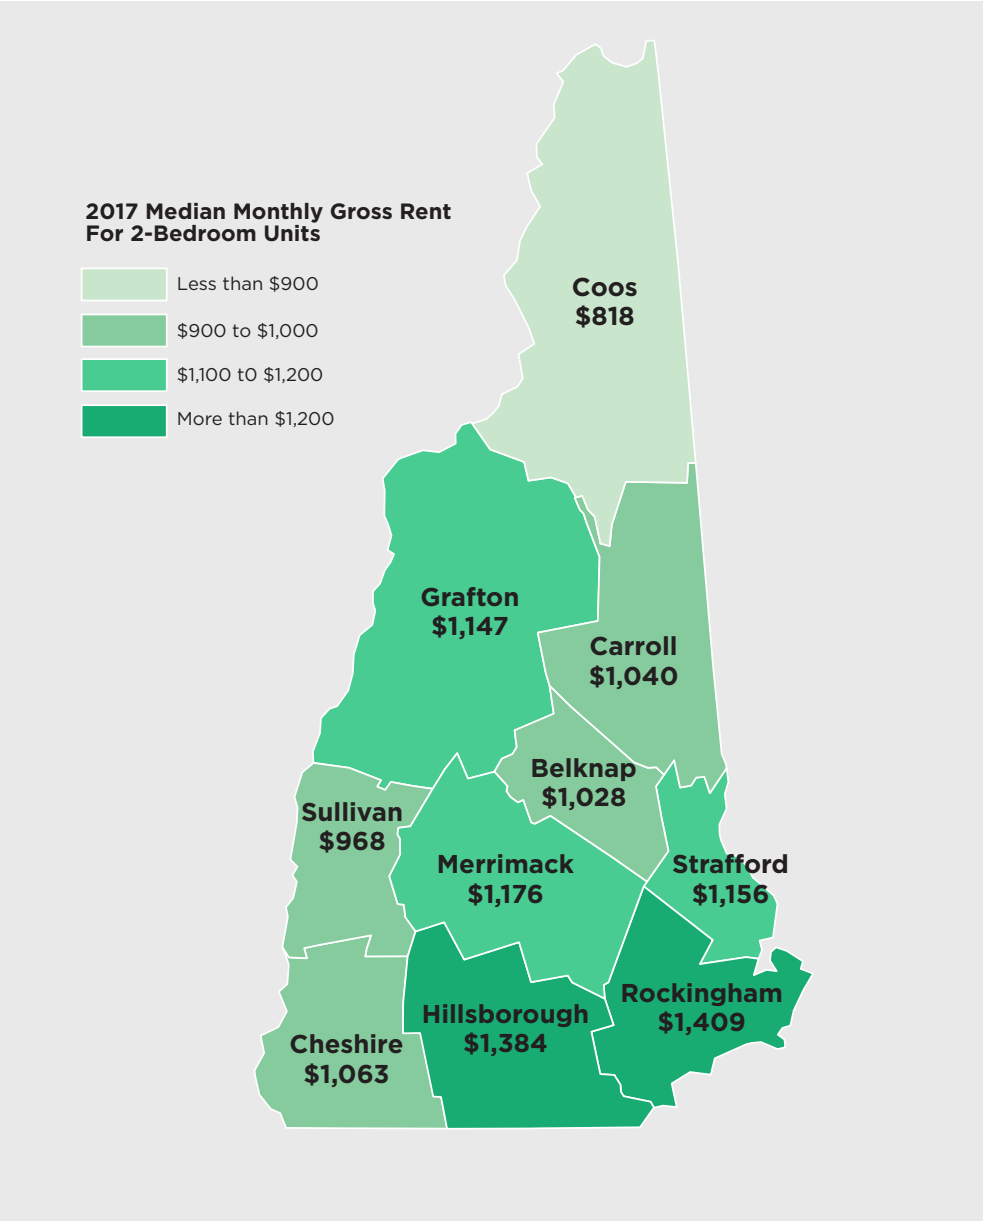 2017 Median Monthly Gross Rent
For 2-Bedroom Units
Less than $900
$900 to $1,000
$1,100 t0 $1,200
More than $1,200
Coos
$818
Grafton
$1,147
Carroll
$1,040
Belknap
$1,028
Sullivan
$968
Merrimack
$1,176
Strafford
$1,156
Rockingham
$1,409
Hillsborough
$1,384
Cheshire
$1,063